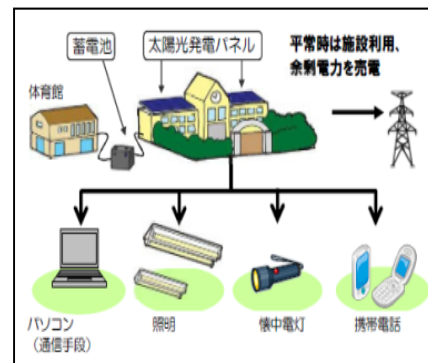 蓄電池
太陽光発電パネル
平常時は施設利用、
余剰電力を売電
体育館
パソコン
（通信手段）
照明
懐中電灯
携帯電話